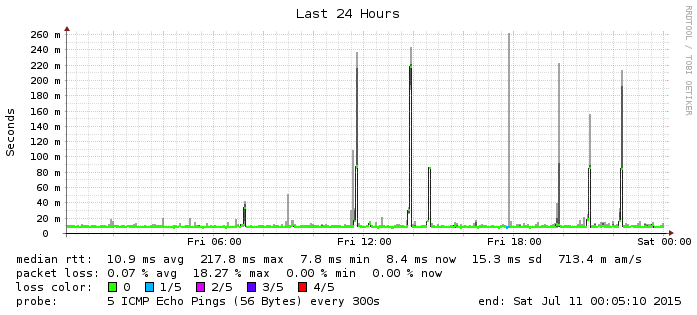 Last 24 Hours
RRDTOOL / TOBI OETIKER
Seconds
260 m
240 m
220 m
200 m
180 m
160 m
140 m
120 m
100 m
80 m
60 m
40 m
20 m
0
Fri 06:00 Fri 12:00 Fri 18:00 Sat 00:00
median rtt: 10.9 ms avg 217.8 ms max 7.8 ms min 8.4 ms now 15.3 ms sd 713.4 m am/s
packet loss: 0.07 % avg 18.27 % max 0.00 % min 0.00 % now
loss color: 0 1/5 2/5 3/5 4/5
probe: 5 ICMP Echo Pings (56 Bytes) every 300s end: Sat Jul 11 00:05:10 2015